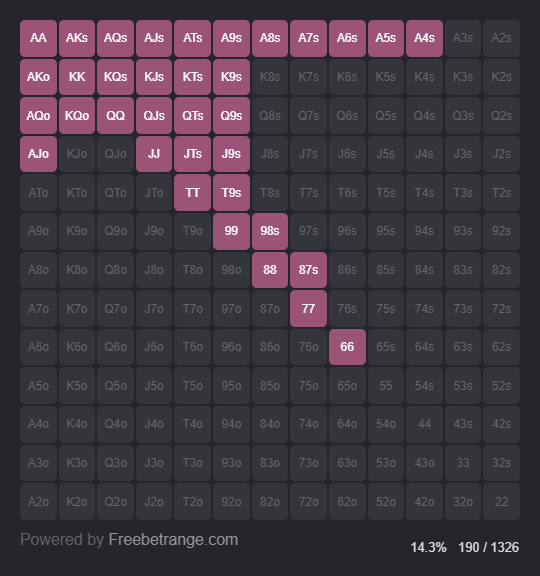 AA AKs AQs AJs ATs A9s A8s A7s A6s A5s A4s A3s A2s
AKo KK KQs KJs KTs K9s K8s K7s K6s K5s K4s K3s K2s
AQo KQo QQ QJs QTs Q9s Q8s Q7s Q6s Q5s Q4s Q3s Q2s
AJo KJo QJo JJ JTs J9s J8s J7s J6s J5s J4s J3s J2s
ATo KTo QTo JTo TT T9s T8s T7s T6s T5s T4s T3s T2s
A9o K9o Q9o J9o T9o 99 98s 97s 96s 95s 94s 93s 92s
A8o K8o Q8o J8o T8o 98o 88 87s 86s 85s 84s 83s 82s
A7o K7o Q7o J7o T7o 97o 87o 77 76s 75s 74s 73s 72s
A6o K6o Q6o J6o T6o 96o 86o 76o 66 65s 64s 63s 62s
A5o K5o Q5o J5o T5o 95o 85o 75o 65o 55 54s 53s 52s
A4o K4o Q4o J4o T4o 94o 84o 74o 64o 54o 44 43s 42s
A3o K3o Q3o J3o T3o 93o 83o 73o 63o 53o 43o 33 32s
A2o K2o Q2o J2o T2o 92o 82o 72o 62o 52o 42o 32o 22
Powered by Freebetrange.com
14.3% 190 / 1326